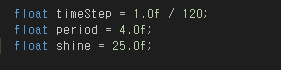 float timeStep = 1.0f / 120;
float period = 4.0f;
float shine = 25.0f;